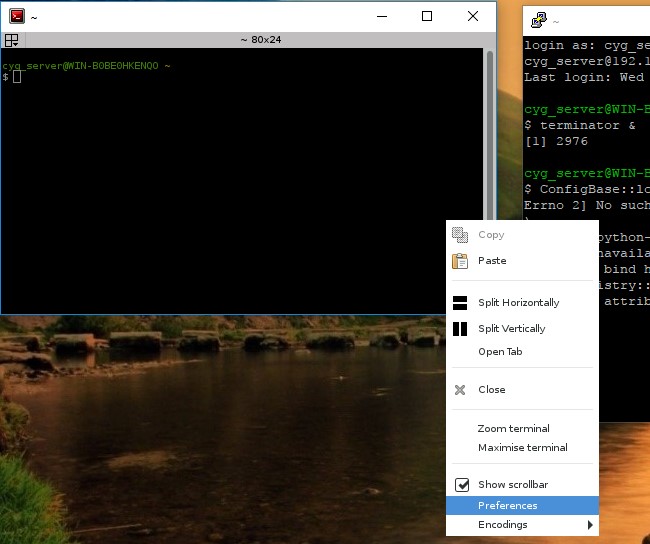 ~
~ 80x24
cyg_server@WIN-B0BE0HKENQO ~
$
~
login as: cyg_se
cyg_server@192.1
Last login: Wed
cyg_server@WIN-B
$ terminator &
[1] 2976
cyg_server@WIN-B
$ ConfigBase::lo
Errno 2] No such
python-
bind h
istry::
attrib
Copy
Paste
Split Horizontally
Split Vertically
Open Tab
Close
Zoom terminal
Maximise terminal
Show scrollbar
Preferences
Encodings